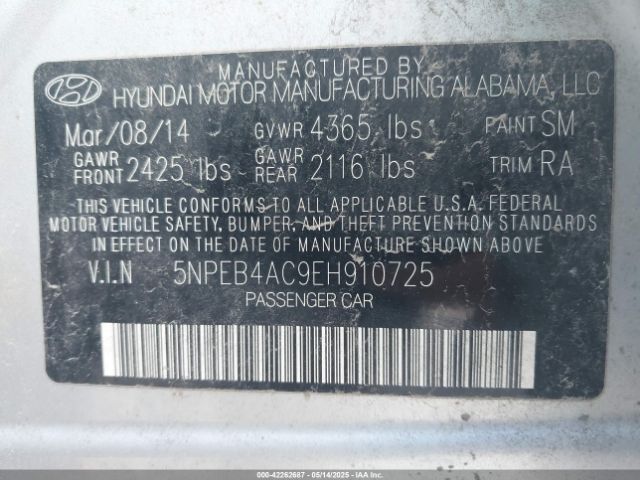 MANUFACTURED BY
HYUNDAI MOTOR MANUFACTURING ALABAMA, LLC
Mar/08/14 GVWR 4365 lbs PAINT SM
GAWR FRONT 2425 lbs GAWR REAR 2116 lbs TRIM RA
THIS VEHICLE CONFORMS TO ALL APPLICABLE U.S.A. FEDERAL
MOTOR VEHICLE SAFETY, BUMPER, AND THEFT PREVENTION STANDARDS
IN EFFECT ON THE DATE OF MANUFACTURE SHOWN ABOVE.
V.I.N 5NPEB4AC9EH910725
PASSENGER CAR
000-42262687 - 05/14/2025 - IAAI.COM